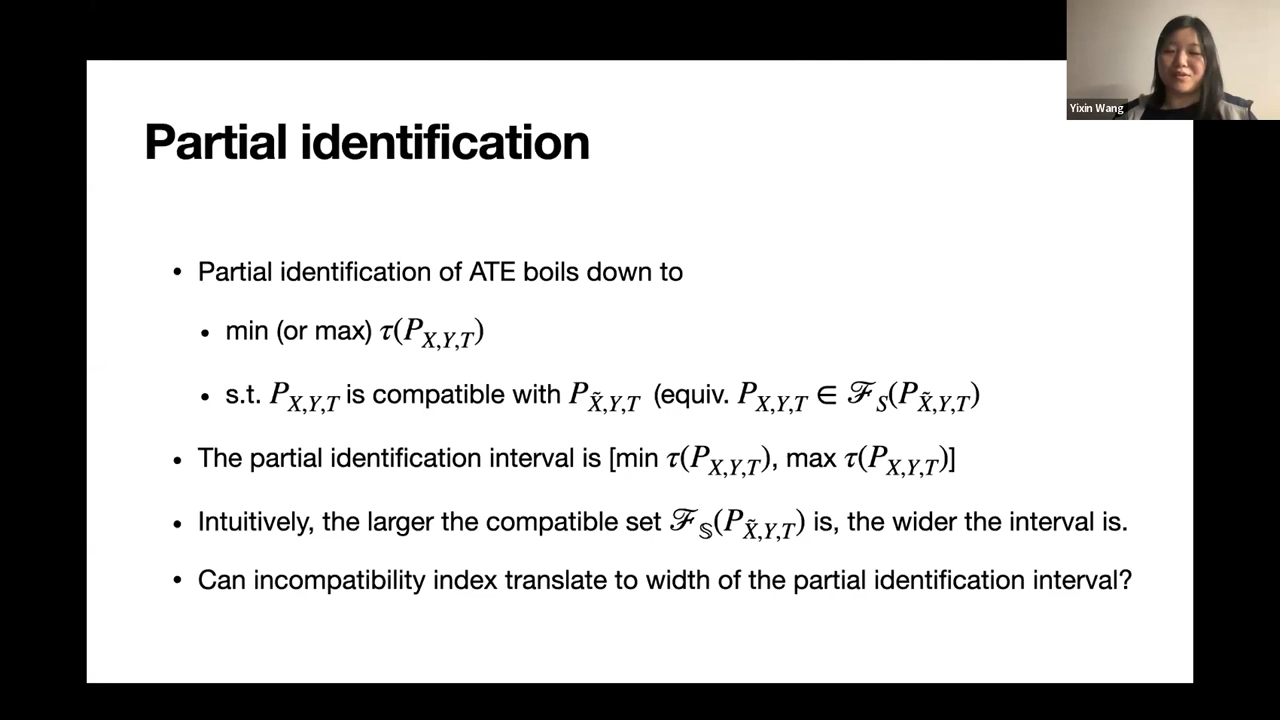 Yixin Wang
Partial identification
• Partial identification of ATE boils down to
• min (or max) τ(P_{X,Y,T})
• s.t. P_{X,Y,T} is compatible with P_{X̃,Y,T} (equiv. P_{X,Y,T} ∈ ℱ_S(P_{X̃,Y,T})
• The partial identification interval is [min τ(P_{X,Y,T}), max τ(P_{X,Y,T})]
• Intuitively, the larger the compatible set ℱ_𝕊(P_{X̃,Y,T}) is, the wider the interval is.
• Can incompatibility index translate to width of the partial identification interval?